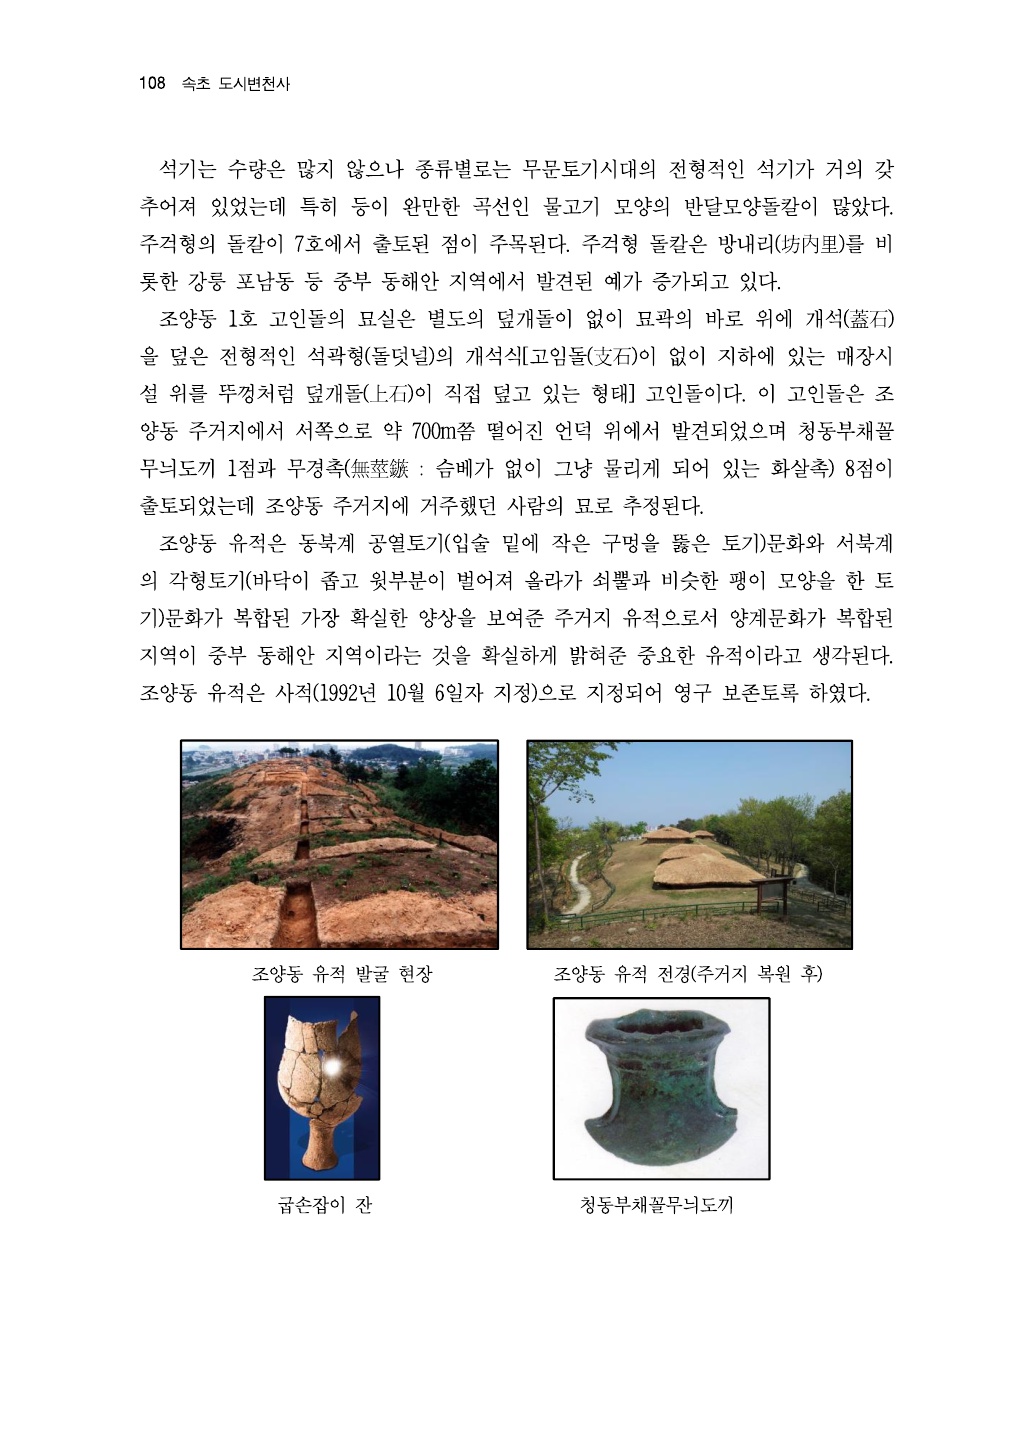 108 속초 도시변천사
석기는 수량은 많지 않으나 종류별로는 무문토기시대의 전형적인 석기가 거의 갖
추어져 있었는데 특히 등이 완만한 곡선인 물고기 모양의 반달모양돌칼이 많았다.
주걱형의 돌칼이 7호에서 출토된 점이 주목된다. 주걱형 돌칼은 방내리(坊內里)를 비
롯한 강릉 포남동 등 중부 동해안 지역에서 발견된 예가 증가되고 있다.
조양동 1호 고인돌의 묘실은 별도의 덮개돌이 없이 묘곽의 바로 위에 개석(蓋石)
을 덮은 전형적인 석곽형(돌덧널)의 개석식[고임돌(支石)이 없이 지하에 있는 매장시
설 위를 뚜껑처럼 덮개돌(上石)이 직접 덮고 있는 형태] 고인돌이다. 이 고인돌은 조
양동 주거지에서 서쪽으로 약 700m쯤 떨어진 언덕 위에서 발견되었으며 청동부채꼴
무늬도끼 1점과 무경촉(無莖鏃 : 슴베가 없이 그냥 물리게 되어 있는 화살촉) 8점이
출토되었는데 조양동 주거지에 거주했던 사람의 묘로 추정된다.
조양동 유적은 동북계 공열토기(입술 밑에 작은 구멍을 뚫은 토기)문화와 서북계
의 각형토기(바닥이 좁고 윗부분이 벌어져 올라가 쇠뿔과 비슷한 팽이 모양을 한 토
기)문화가 복합된 가장 확실한 양상을 보여준 주거지 유적으로서 양계문화가 복합된
지역이 중부 동해안 지역이라는 것을 확실하게 밝혀준 중요한 유적이라고 생각된다.
조양동 유적은 사적(1992년 10월 6일자 지정)으로 지정되어 영구 보존토록 하였다.
조양동 유적 발굴 현장
조양동 유적 전경(주거지 복원 후)
굽손잡이 잔
청동부채꼴무늬도끼